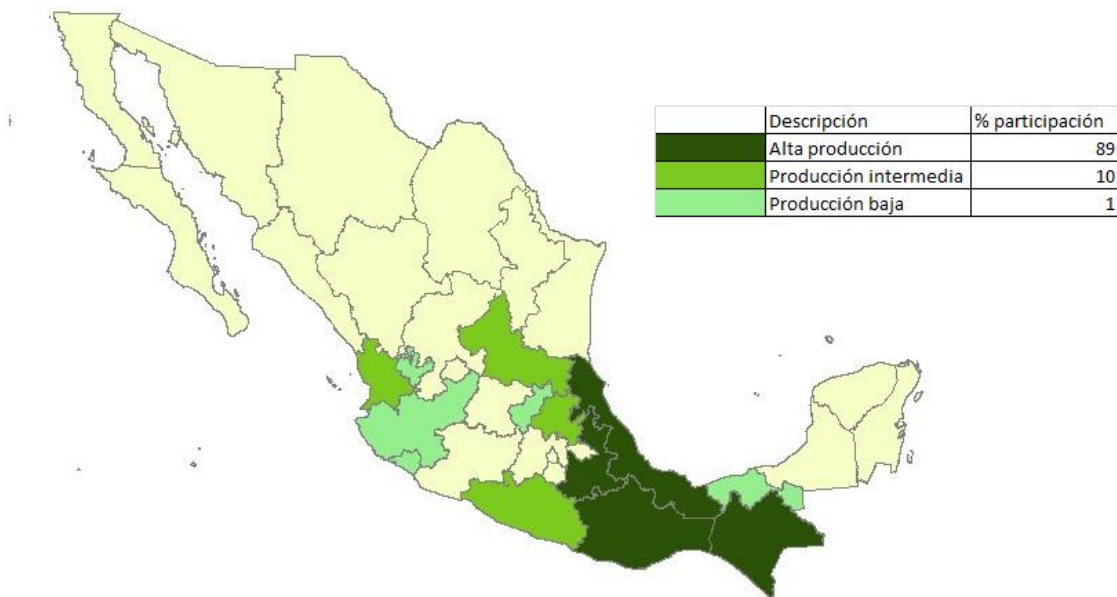 Descripción % participación
Alta producción 89
Producción intermedia 10
Producción baja 1